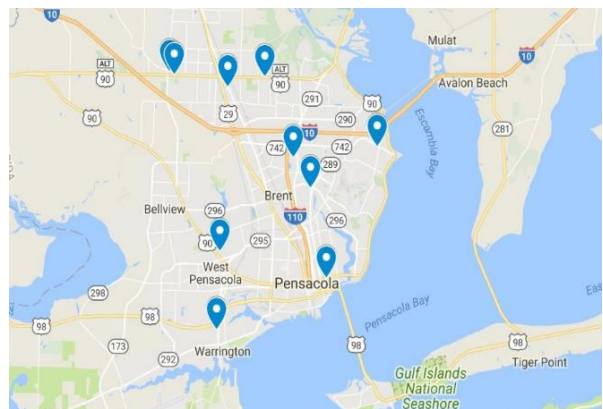 10
Mulat
ALT
90
ALT
90
10
Avalon Beach
90
291
90
29
290
90
281
10
742
742
289
Escambia Bay
Brent
Bellview
296
110
296
90
295
West Pensacola
Pensacola
298
Pensacola Bay
98
98
98
98
173
Warrington
292
Tiger Point
Gulf Islands
National
Seashore